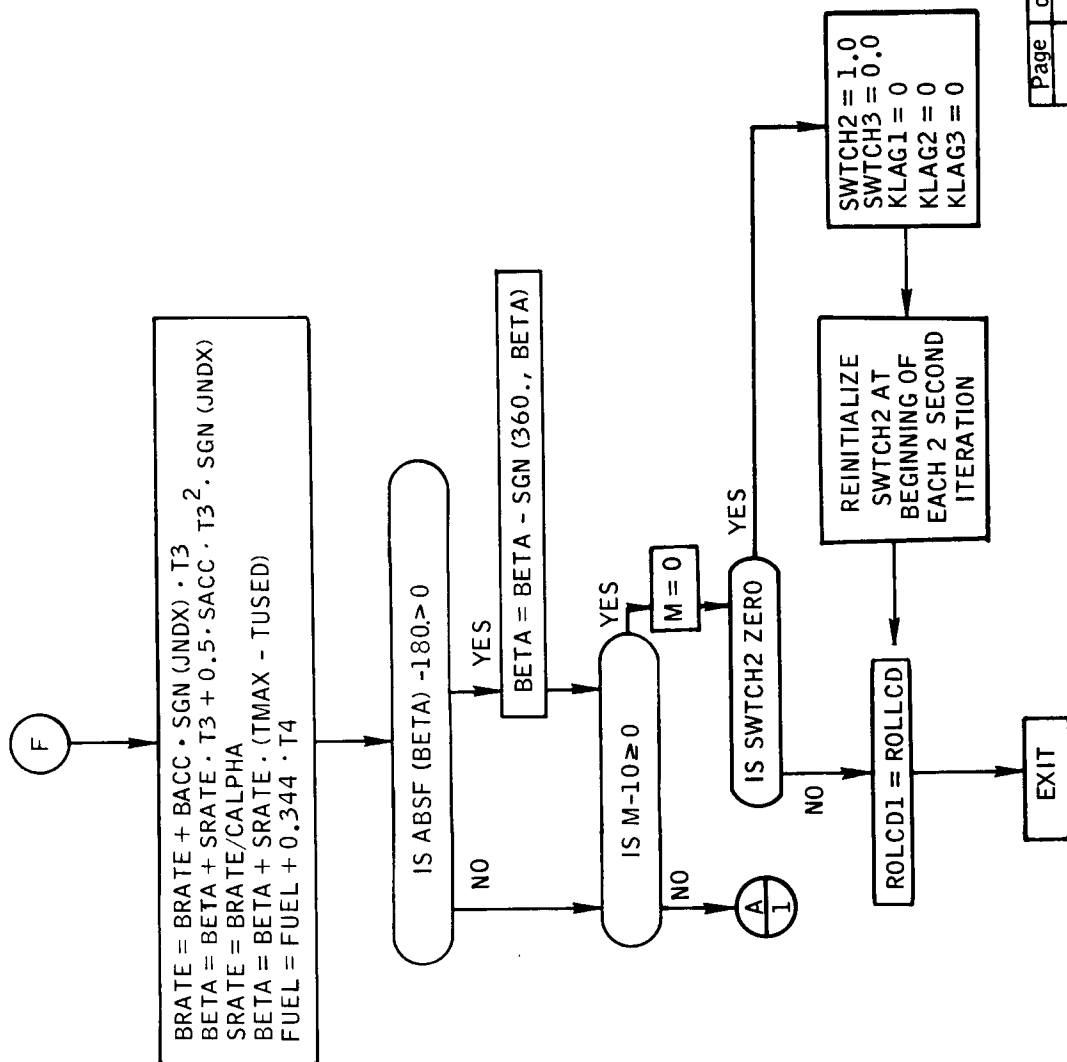 F
BRATE = BRATE + BACC · SGN (JNDX) · T3
BETA = BETA + SRATE · T3 + 0.5 · SACC · T3². SGN (JNDX)
SRATE = BRATE/CALPHA
BETA = BETA + SRATE · (TMAX - TUSED)
FUEL = FUEL + 0.344 · T4
IS ABSF (BETA) -180.> 0
NO
YES
BETA = BETA - SGN (360., BETA)
IS M-10≥0
YES
NO
M = 0
A
1
IS SWTCH2 ZERO
YES
NO
SWTCH2 = 1.0
SWTCH3 = 0.0
KLAG1 = 0
KLAG2 = 0
KLAG3 = 0
REINITIALIZE
SWTCH2 AT
BEGINNING OF
EACH 2 SECOND
ITERATION
ROLCD1 = ROLLCD
EXIT
Page